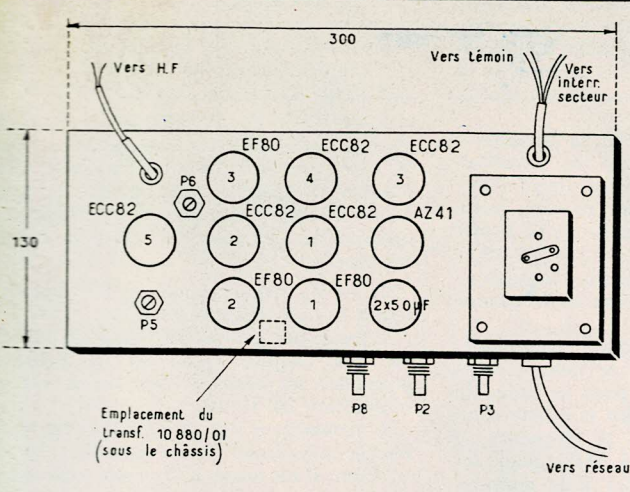 300
Vers H.F
Vers témoin
Vers
interr.
secteur
130
EF80
ECC82
ECC82
3
4
3
P6
ECC82
ECC82
ECC82
AZ41
5
2
1
EF80
EF80
2
1
2x50µF
P5
P8
P2
P3
Emplacement du
transf. 10 880/01
(sous le châssis)
Vers réseau